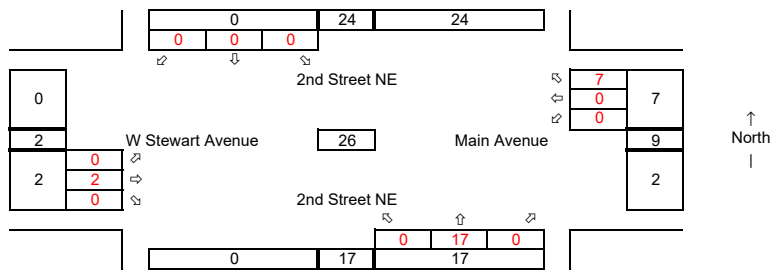 0 24 24
0 0 0
2nd Street NE
7
0 0 7
0
2 W Stewart Avenue 26 Main Avenue 9
↑
North
|
0
2 2 2
0
2nd Street NE
0 17 0
0 17 17